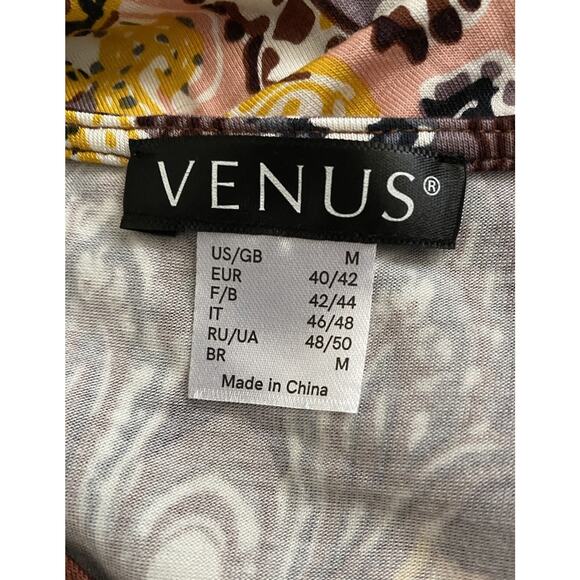 VENUS®
US/GB M
EUR 40/42
F/B 42/44
IT 46/48
RU/UA 48/50
BR M
Made in China